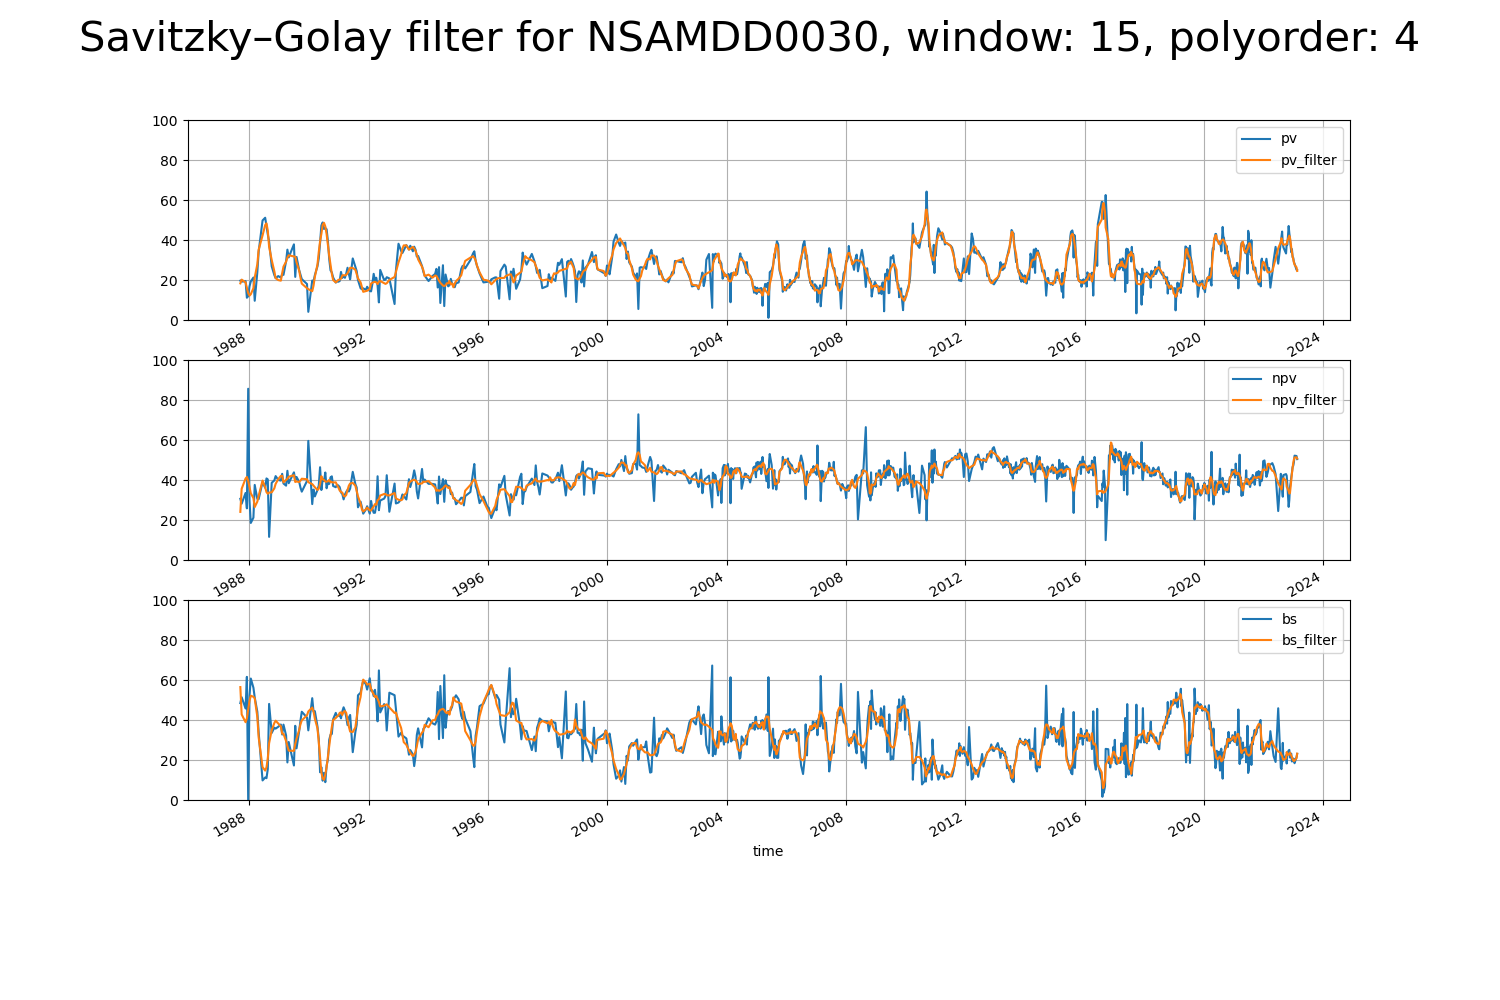 Savitzky–Golay filter for NSAMDD0030, window: 15, polyorder: 4
100
80
60
40
20
0
pv
pv_filter
1988 1992 1996 2000 2004 2008 2012 2016 2020 2024
100
80
60
40
20
0
npv
npv_filter
1988 1992 1996 2000 2004 2008 2012 2016 2020 2024
100
80
60
40
20
0
bs
bs_filter
1988 1992 1996 2000 2004 2008 2012 2016 2020 2024
time